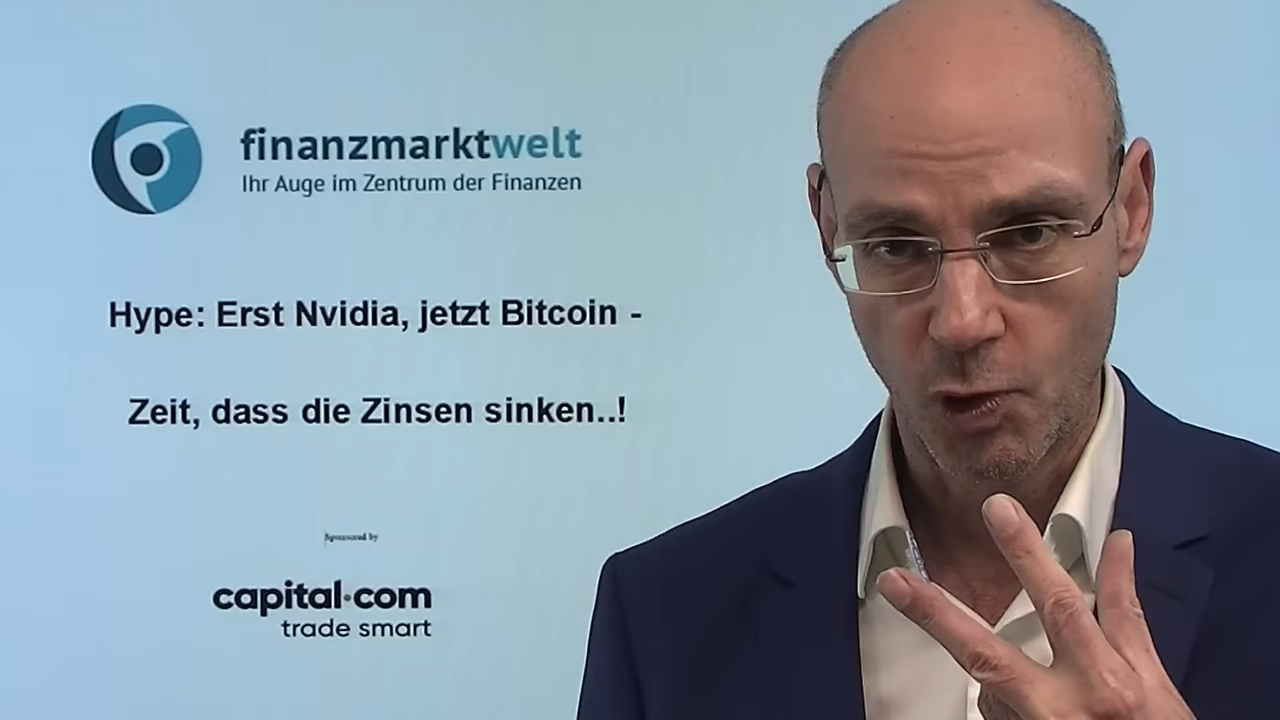 finanzmarktwelt
Ihr Auge im Zentrum der Finanzen
Hype: Erst Nvidia, jetzt Bitcoin -
Zeit, dass die Zinsen sinken..!
Sponsored by
capital.com
trade smart